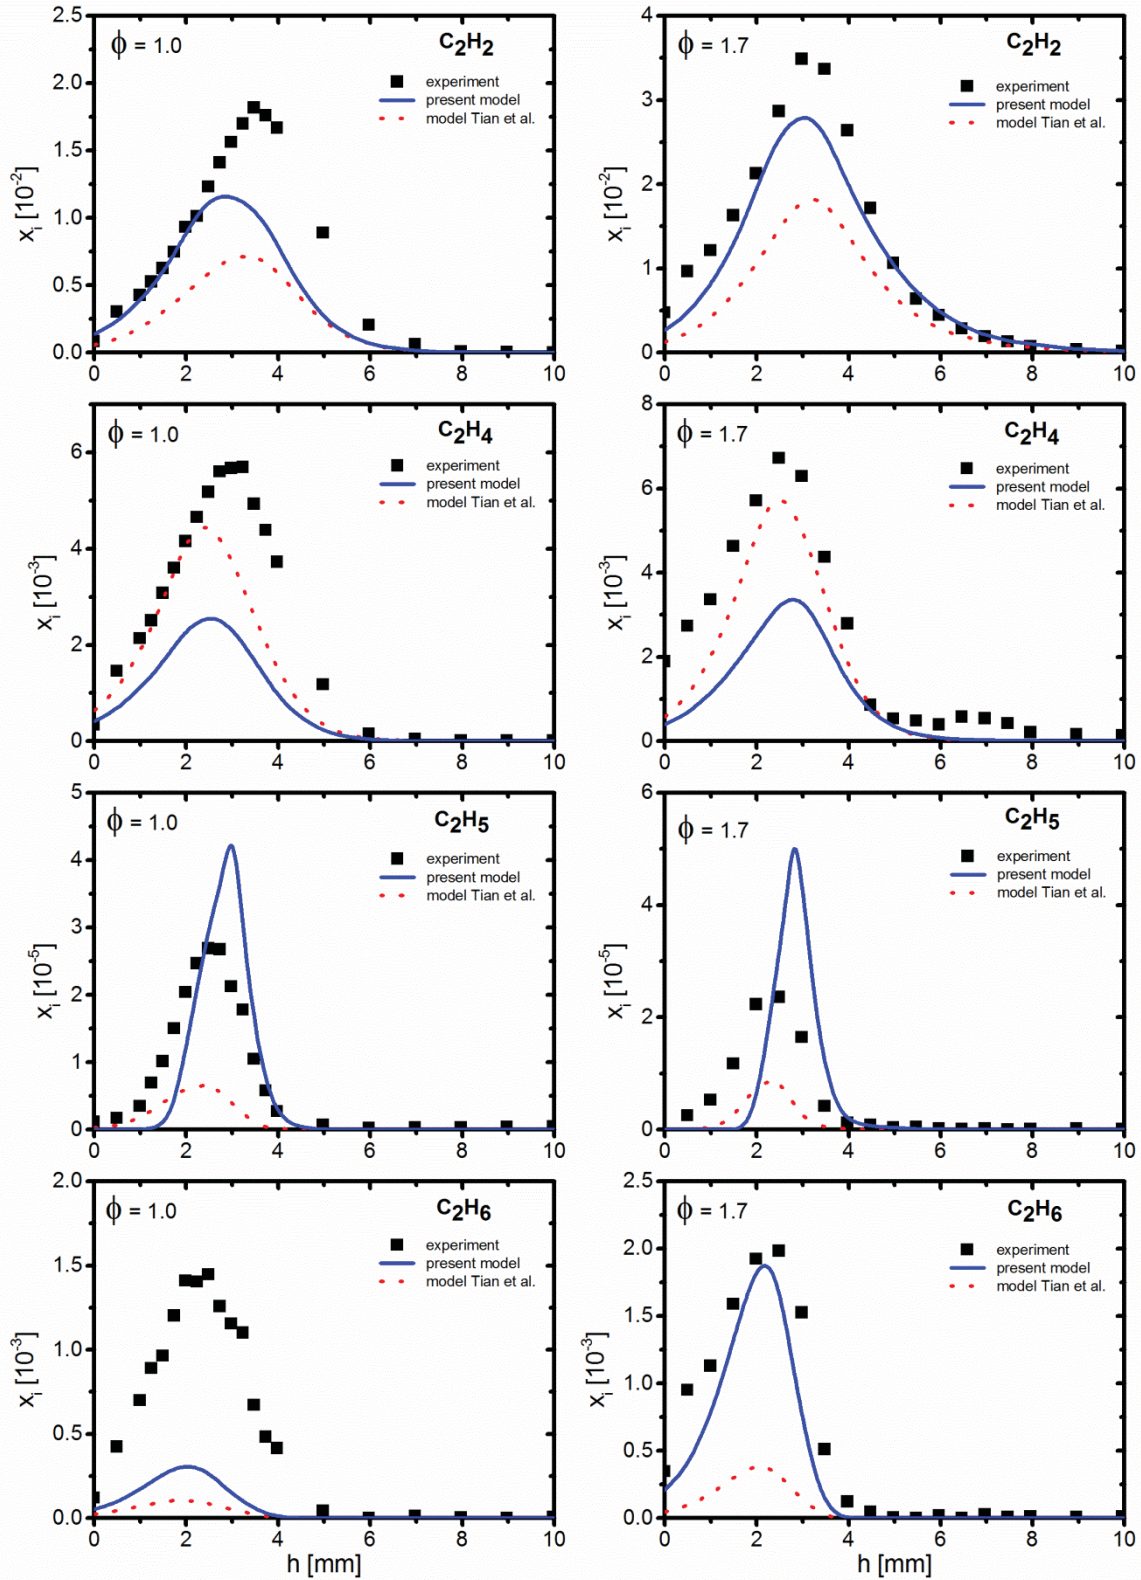 ϕ = 1.0
C2H2
experiment
present model
model Tian et al.
xi [10-2]
2.5
2.0
1.5
1.0
0.5
0.0
0 2 4 6 8 10
ϕ = 1.7
C2H2
experiment
present model
model Tian et al.
xi [10-2]
4
3
2
1
0
0 2 4 6 8 10
ϕ = 1.0
C2H4
experiment
present model
model Tian et al.
xi [10-3]
6
4
2
0
0 2 4 6 8 10
ϕ = 1.7
C2H4
experiment
present model
model Tian et al.
xi [10-3]
8
6
4
2
0
0 2 4 6 8 10
ϕ = 1.0
C2H5
experiment
present model
model Tian et al.
xi [10-5]
5
4
3
2
1
0
0 2 4 6 8 10
ϕ = 1.7
C2H5
experiment
present model
model Tian et al.
xi [10-5]
6
4
2
0
0 2 4 6 8 10
ϕ = 1.0
C2H6
experiment
present model
model Tian et al.
xi [10-3]
2.0
1.5
1.0
0.5
0.0
0 2 4 6 8 10
h [mm]
ϕ = 1.7
C2H6
experiment
present model
model Tian et al.
xi [10-3]
2.5
2.0
1.5
1.0
0.5
0.0
0 2 4 6 8 10
h [mm]